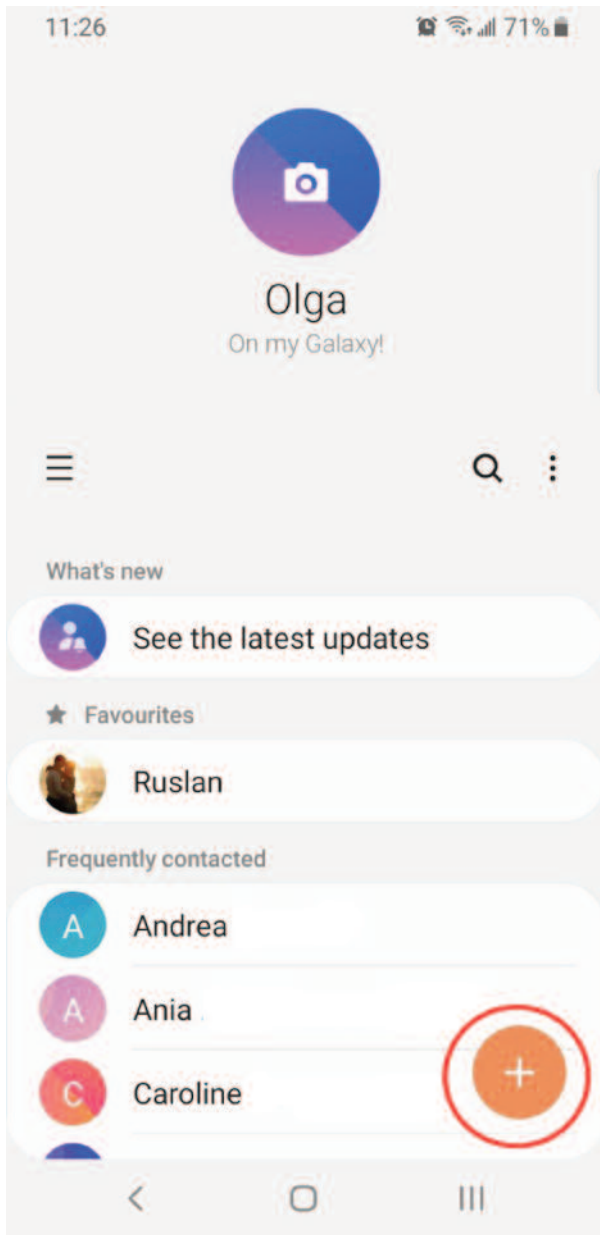 11:26 71%
Olga
On my Galaxy!
What's new
See the latest updates
Favourites
Ruslan
Frequently contacted
A Andrea
A Ania
C Caroline
+